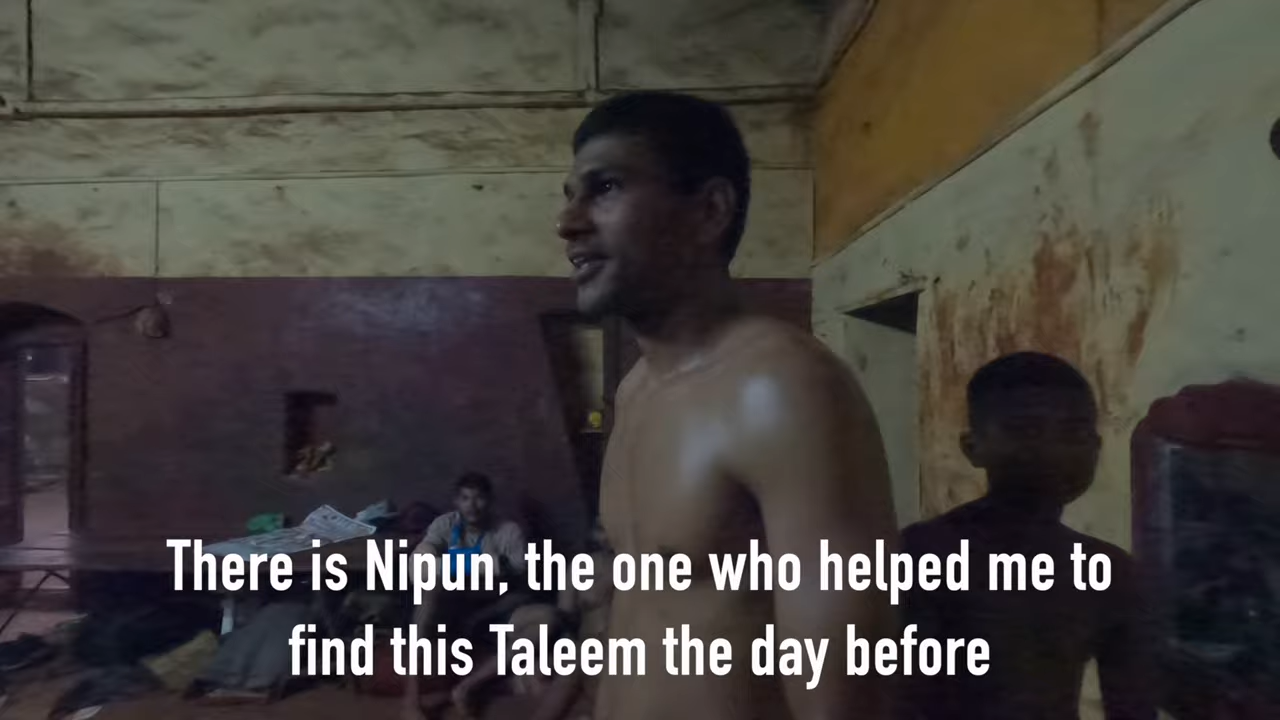 There is Nipun, the one who helped me to
find this Taleem the day before